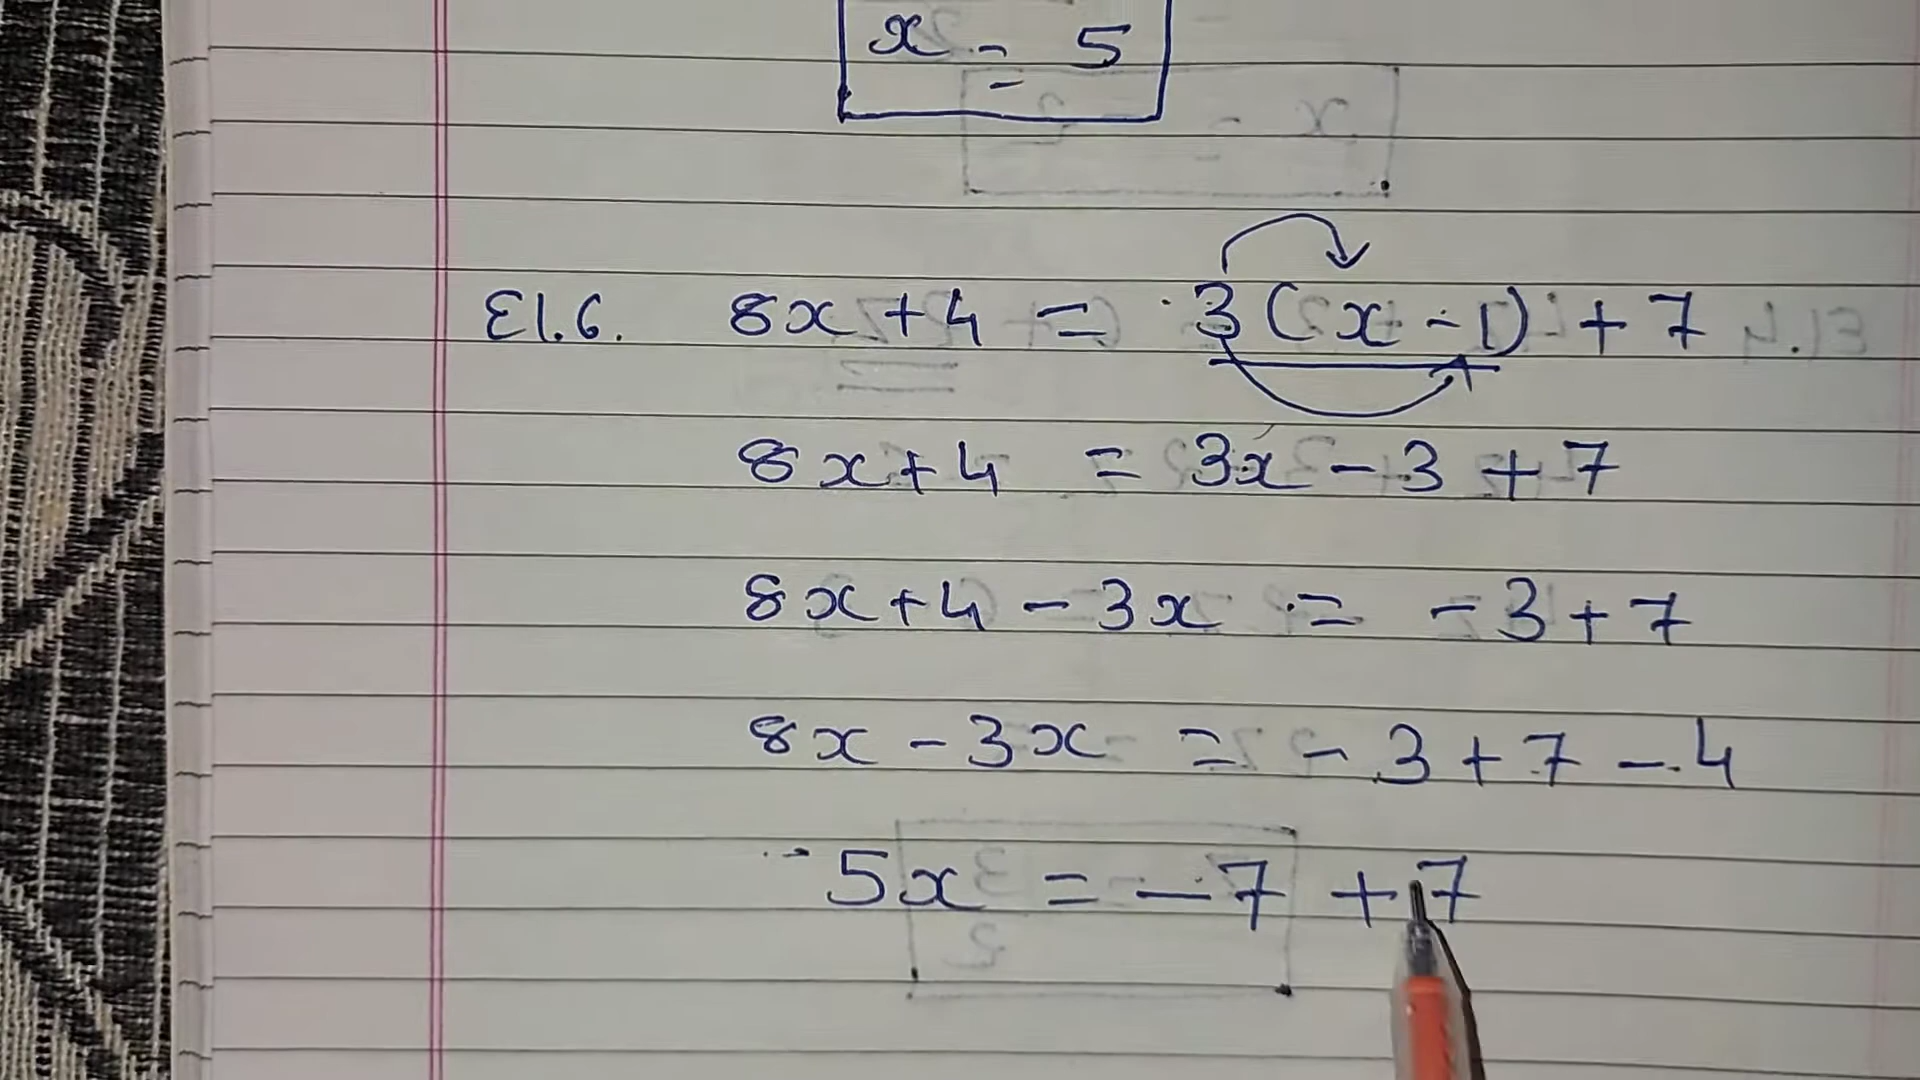 x = 5
E1.6. 8x + 4 = 3(x - 1) + 7
8x + 4 = 3x - 3 + 7
8x + 4 - 3x = - 3 + 7
8x - 3x = - 3 + 7 - 4
5x = - 7 + 7